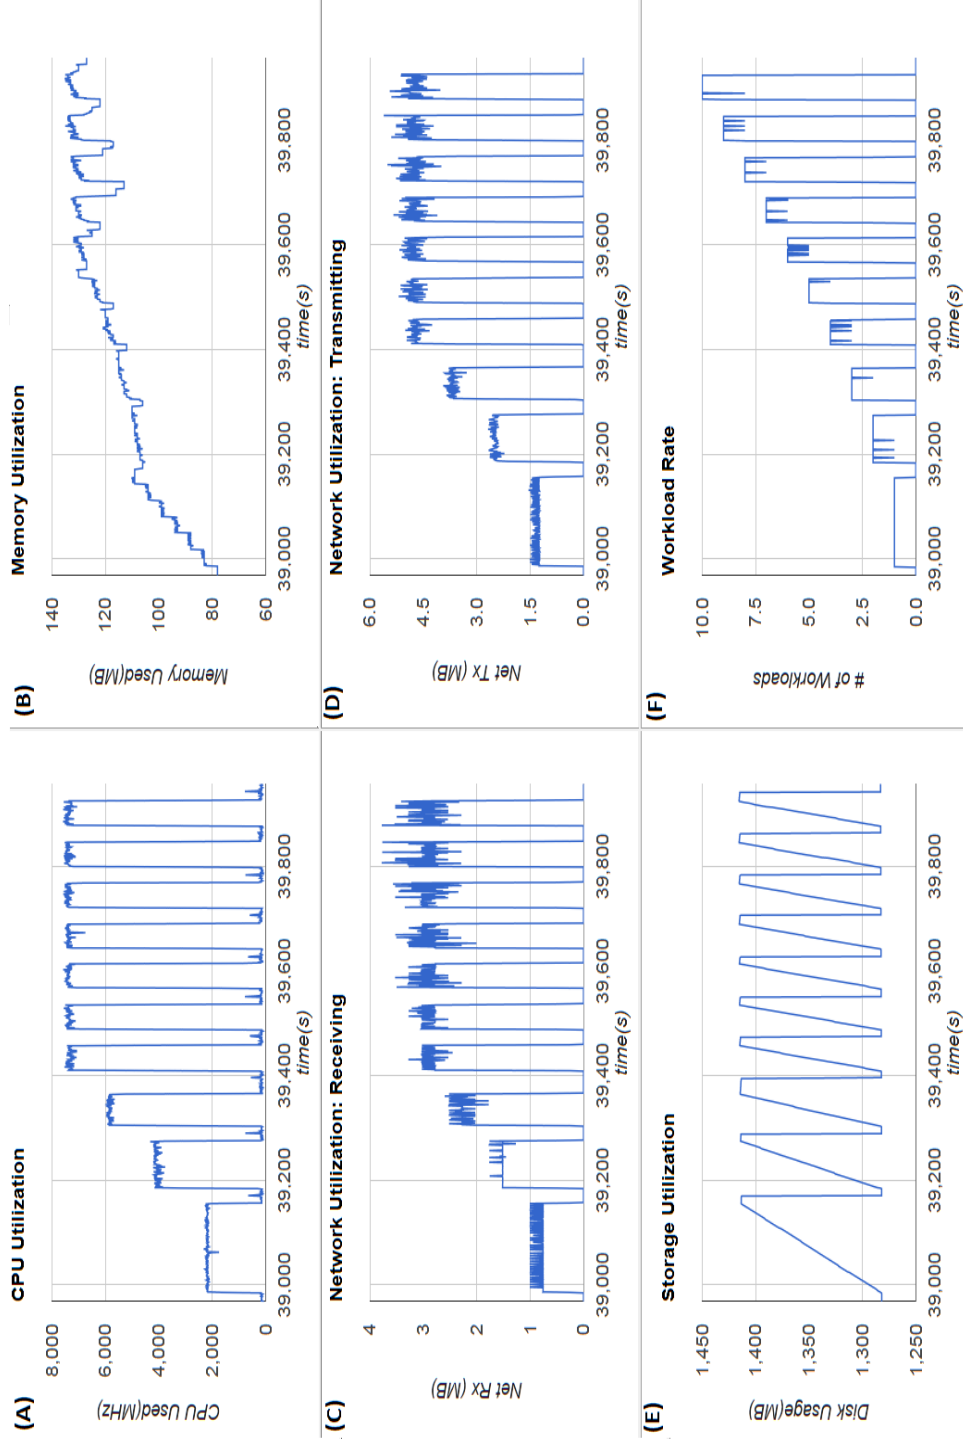 (A)
CPU Utilization
CPU Used(MHz)
8,000
6,000
4,000
2,000
0
39,000
39,200
39,400
39,600
39,800
time(s)
(B)
Memory Utilization
Memory Used(MB)
140
120
100
80
60
39,000
39,200
39,400
39,600
39,800
time(s)
(C)
Network Utilization: Receiving
Net Rx (MB)
4
3
2
1
0
39,000
39,200
39,400
39,600
39,800
time(s)
(D)
Network Utilization: Transmitting
Net Tx (MB)
6.0
4.5
3.0
1.5
0.0
39,000
39,200
39,400
39,600
39,800
time(s)
(E)
Storage Utilization
Disk Usage(MB)
1,450
1,400
1,350
1,300
1,250
39,000
39,200
39,400
39,600
39,800
time(s)
(F)
Workload Rate
# of Workloads
10.0
7.5
5.0
2.5
0.0
39,000
39,200
39,400
39,600
39,800
time(s)